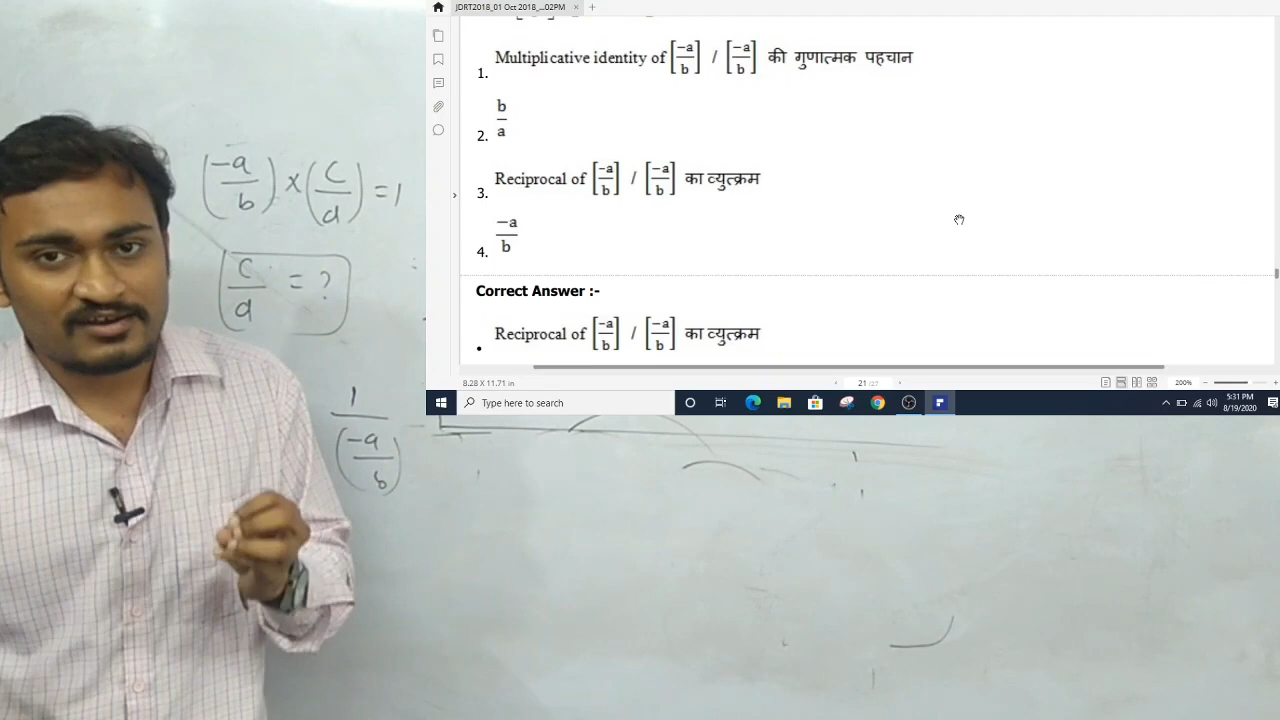 JDRT2018_01 Oct 2018_...02PM
1. Multiplicative identity of [-a/b] / [-a/b] की गुणात्मक पहचान
2. b/a
3. Reciprocal of [-a/b] / [-a/b] का व्युत्क्रम
4. -a/b
Correct Answer :-
• Reciprocal of [-a/b] / [-a/b] का व्युत्क्रम
8.28 X 11.71 in
21 /27
200%
Type here to search
5:31 PM
8/19/2020
(-a/b) x (c/d) = 1
c/d = ?
1/(-a/b)